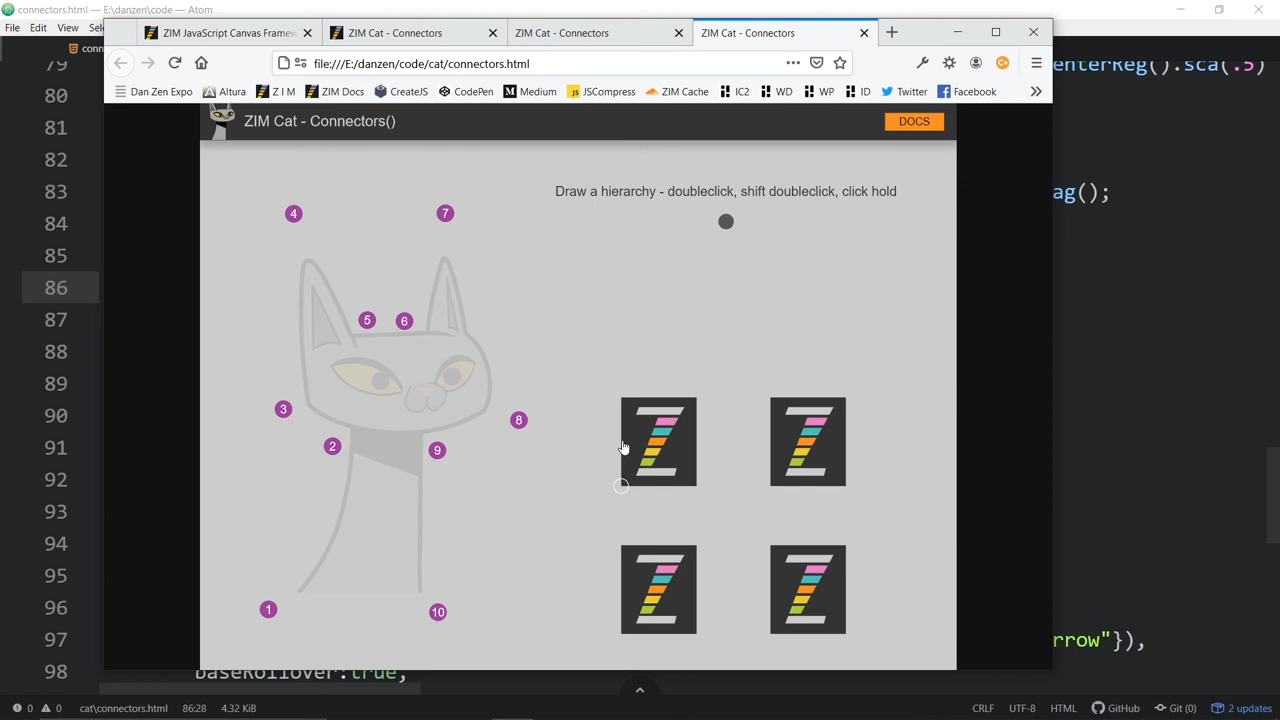 connectors.html — E:\danzen\code — Atom
File Edit View Sel
conn
ZIM JavaScript Canvas Framew
ZIM Cat - Connectors
ZIM Cat - Connectors
ZIM Cat - Connectors
file:///E:/danzen/code/cat/connectors.html
Dan Zen Expo Altura Z I M ZIM Docs CreateJS CodePen Medium JSCompress ZIM Cache IC2 WD WP ID Twitter Facebook
ZIM Cat - Connectors()
DOCS
Draw a hierarchy - doubleclick, shift doubleclick, click hold
4
7
5
6
3
8
2
9
1
10
79
80
81
82
83
84
85
86
87
88
89
90
91
92
93
94
95
96
97
98
enterReg().sca(.5)
ag();
rrow"}),
baseRollover:true,
0 0 cat\connectors.html 86:28 4.32 KiB
CRLF UTF-8 HTML GitHub Git (0) 2 updates